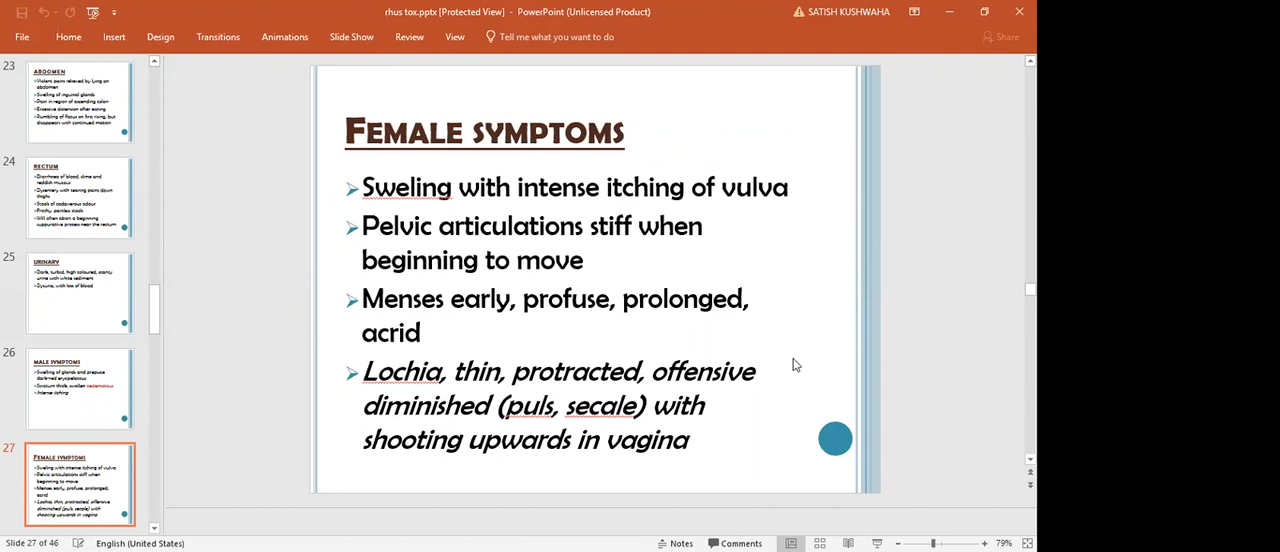 rhus tox.pptx [Protected View] - PowerPoint (Unlicensed Product)
SATISH KUSHWAHA
File Home Insert Design Transitions Animations Slide Show Review View Tell me what you want to do Share
23
ABDOMEN
Violent pains relieved by lying on
abdomen
Swelling of inguinal glands
Pain in region of ascending colon
Excessive distension after eating
Rumbling of flatus on first rising, but
disappears with continued motion
24
RECTUM
Diarrhoea of blood, slime and
reddish mucous
Dysentery with tearing pains down
thighs
Stools of cadaverous odour
Frothy, painless stools
Will often abort a beginning
suppurative process near the rectum
25
URINARY
Dark, turbid, high coloured, scanty
urine with white sediment
Dysuria, with loss of blood
26
MALE SYMPTOMS
Swelling of glands and prepuce
dark-red erysipelatous
Scrotum thick, swollen oedematous
Intense itching
27
FEMALE SYMPTOMS
Sweling with intense itching of vulva
Pelvic articulations stiff when
beginning to move
Menses early, profuse, prolonged,
acrid
Lochia, thin, protracted, offensive
diminished (puls, secale) with
shooting upwards in vagina
FEMALE SYMPTOMS
Sweling with intense itching of vulva
Pelvic articulations stiff when
beginning to move
Menses early, profuse, prolonged,
acrid
Lochia, thin, protracted, offensive
diminished (puls, secale) with
shooting upwards in vagina
Slide 27 of 46 English (United States) Notes Comments 79%